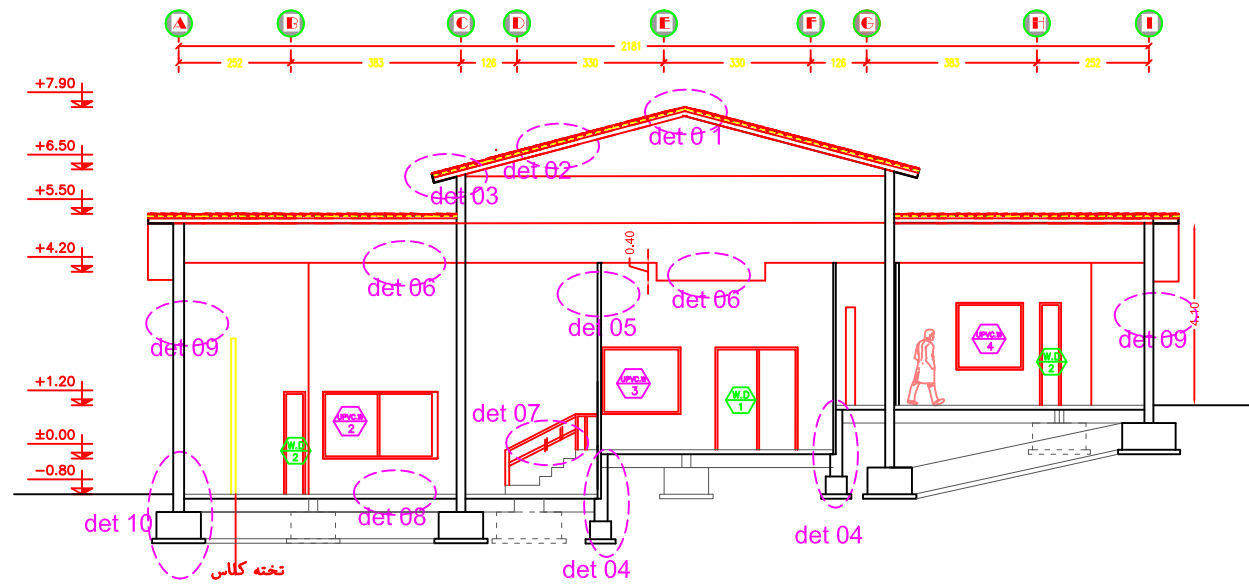 A B C D E F G H I
2181
252 383 126 330 330 126 383 252
+7.90
det 0 1
+6.50
det 02
det 03
+5.50
+4.20
0.40
det 06
det 06
det 05
4.10
det 09
det 09
UPVC.W
4
W.D
2
UPVC.W
3
+1.20
W.D
1
det 07
UPVC.W
2
±0.00
W.D
2
-0.80
det 08
det 10
det 04
det 04
تخته کلاس